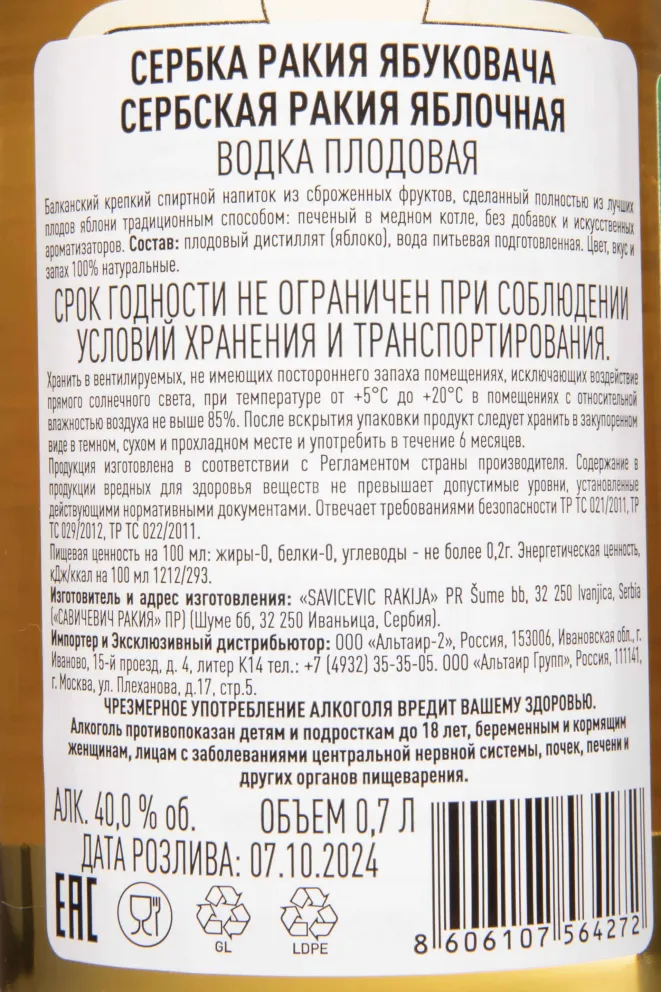 СЕРБКА РАКИЯ ЯБУКОВАЧА
СЕРБСКАЯ РАКИЯ ЯБЛОЧНАЯ
ВОДКА ПЛОДОВАЯ
Балканский крепкий спиртной напиток из сброженных фруктов, сделанный полностью из лучших
плодов яблони традиционным способом: печеный в медном котле, без добавок и искусственных
ароматизаторов. Состав: плодовый дистиллят (яблоко), вода питьевая подготовленная. Цвет, вкус и
запах 100% натуральные.
СРОК ГОДНОСТИ НЕ ОГРАНИЧЕН ПРИ СОБЛЮДЕНИИ
УСЛОВИЙ ХРАНЕНИЯ И ТРАНСПОРТИРОВАНИЯ.
Хранить в вентилируемых, не имеющих постороннего запаха помещениях, исключающих воздействие
прямого солнечного света, при температуре от +5°С до +20°С в помещениях с относительной
влажностью воздуха не выше 85%. После вскрытия упаковки продукт следует хранить в закупоренном
виде в темном, сухом и прохладном месте и употребить в течение 6 месяцев.
Продукция изготовлена в соответствии с Регламентом страны производителя. Содержание в
продукции вредных для здоровья веществ не превышает допустимые уровни, установленные
действующими нормативными документами. Отвечает требованиями безопасности ТР ТС 021/2011, ТР
ТС 029/2012, ТР ТС 022/2011.
Пищевая ценность на 100 мл: жиры-0, белки-0, углеводы - не более 0,2г. Энергетическая ценность,
кДж/ккал на 100 мл 1212/293.
Изготовитель и адрес изготовления: «SAVICEVIC RAKIJA» PR Šume bb, 32 250 Ivanjica, Serbia
(«САВИЧЕВИЧ РАКИЯ» ПР) (Шуме бб, 32 250 Иваньица, Сербия).
Импортер и Эксклюзивный дистрибьютор: ООО «Альтаир-2», Россия, 153006, Ивановская обл., г.
Иваново, 15-й проезд, д. 4, литер К14 тел.: +7 (4932) 35-35-05. ООО «Альтаир Групп», Россия, 111141,
г. Москва, ул. Плеханова, д.17, стр.5.
ЧРЕЗМЕРНОЕ УПОТРЕБЛЕНИЕ АЛКОГОЛЯ ВРЕДИТ ВАШЕМУ ЗДОРОВЬЮ.
Алкоголь противопоказан детям и подросткам до 18 лет, беременным и кормящим
женщинам, лицам с заболеваниями центральной нервной системы, почек, печени и
других органов пищеварения.
АЛК. 40,0 % об. ОБЪЕМ 0,7 Л
ДАТА РОЗЛИВА: 07.10.2024
ЕАС
GL
LDPE
8 606107 564272